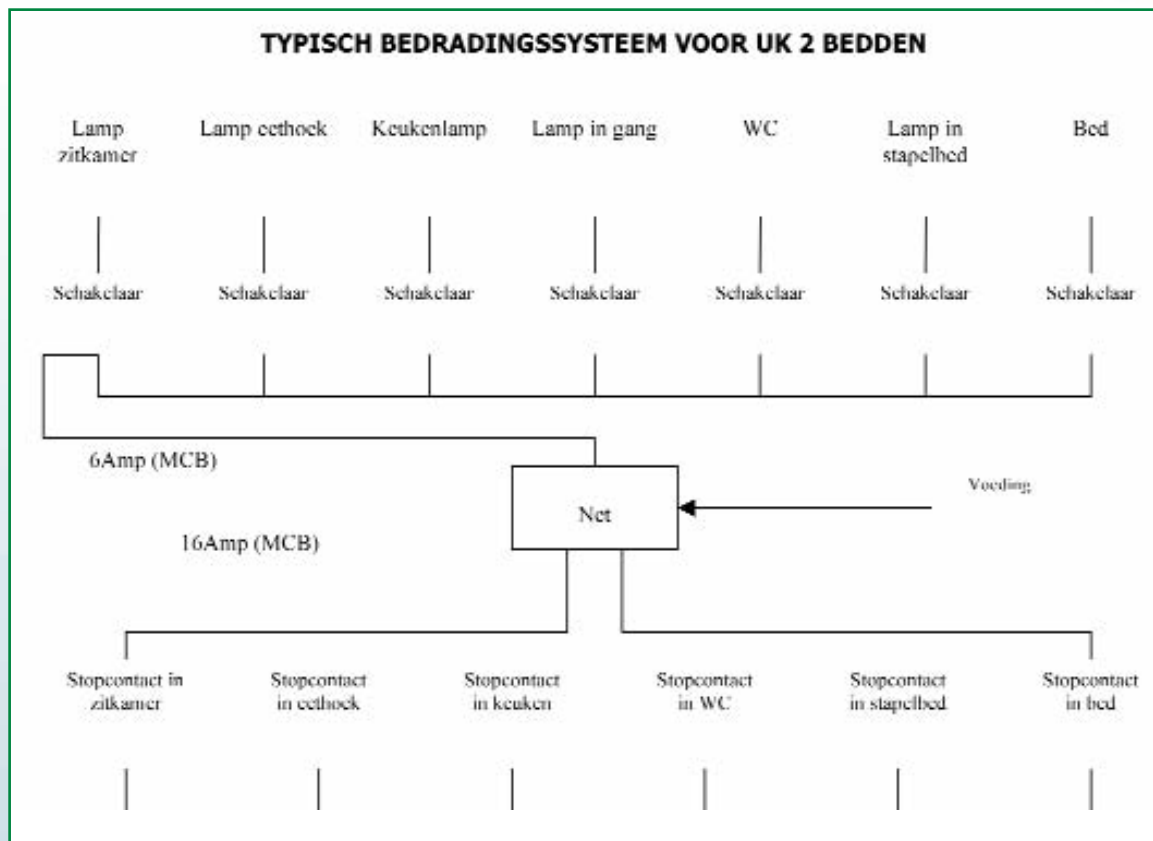 TYPISCH BEDRADINGSSYSTEEM VOOR UK 2 BEDDEN
Lamp zitkamer
Lamp eethoek
Keukenlamp
Lamp in gang
WC
Lamp in stapelbed
Bed
Schakelaar
Schakelaar
Schakelaar
Schakelaar
Schakelaar
Schakelaar
Schakelaar
6Amp (MCB)
Voeding
Net
16Amp (MCB)
Stopcontact in zitkamer
Stopcontact in eethoek
Stopcontact in keuken
Stopcontact in WC
Stopcontact in stapelbed
Stopcontact in bed